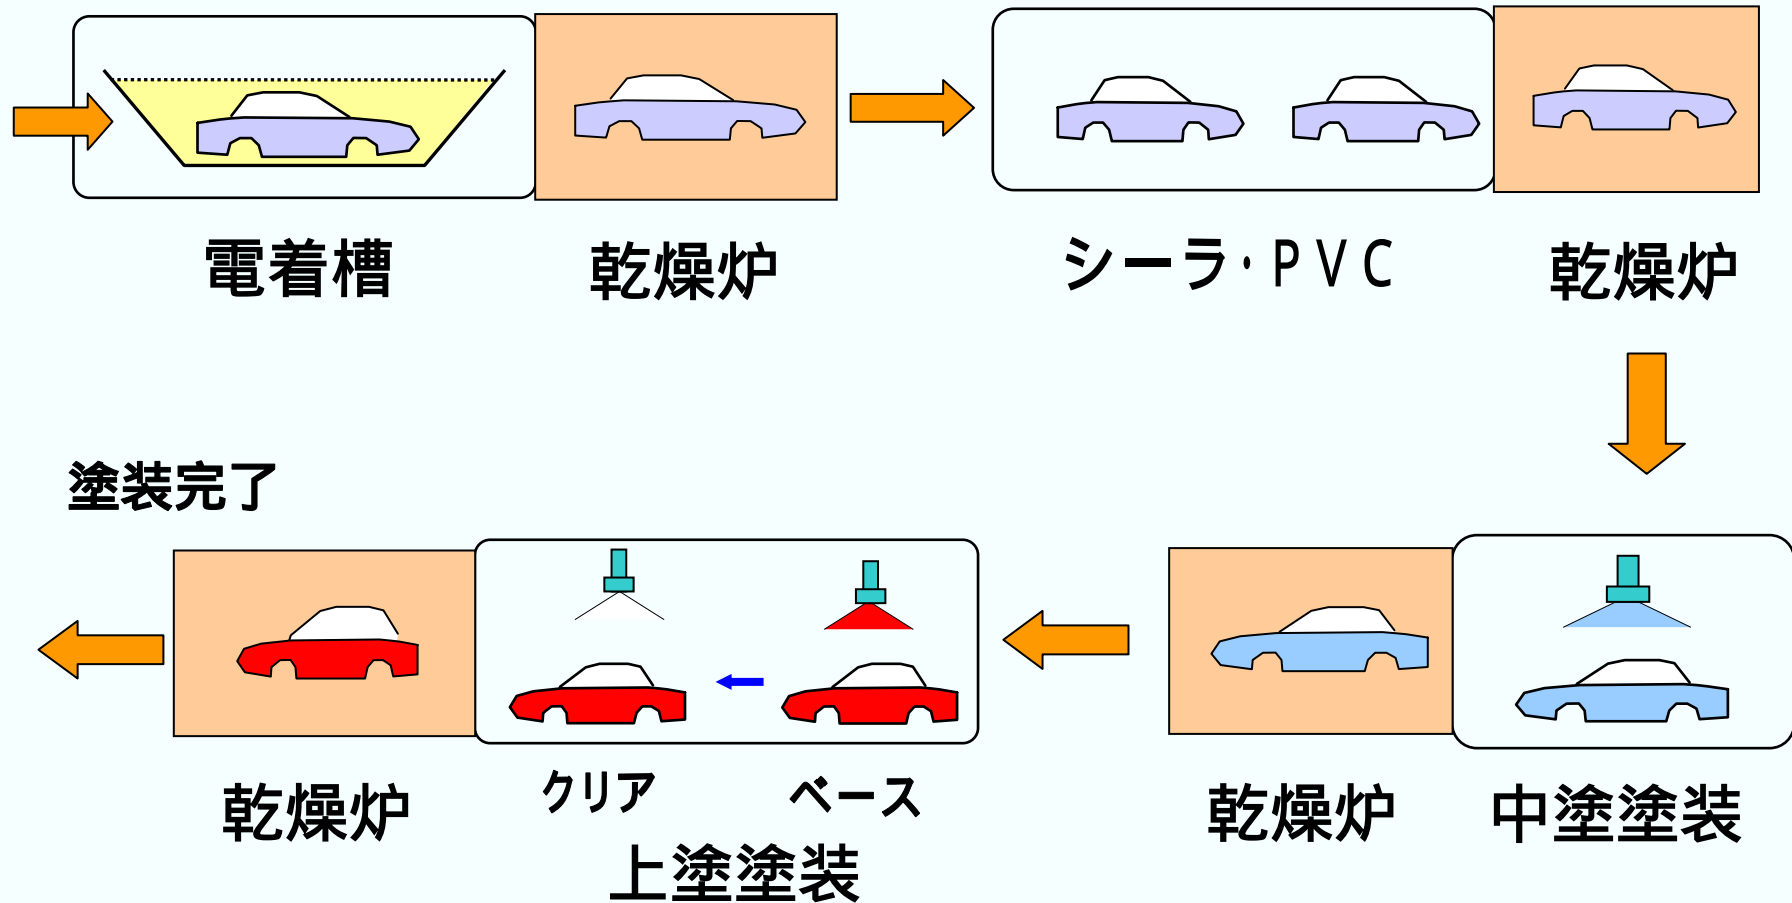 電着槽
乾燥炉
シーラ・ＰＶＣ
乾燥炉
塗装完了
乾燥炉
クリア
ベース
上塗塗装
乾燥炉
中塗塗装